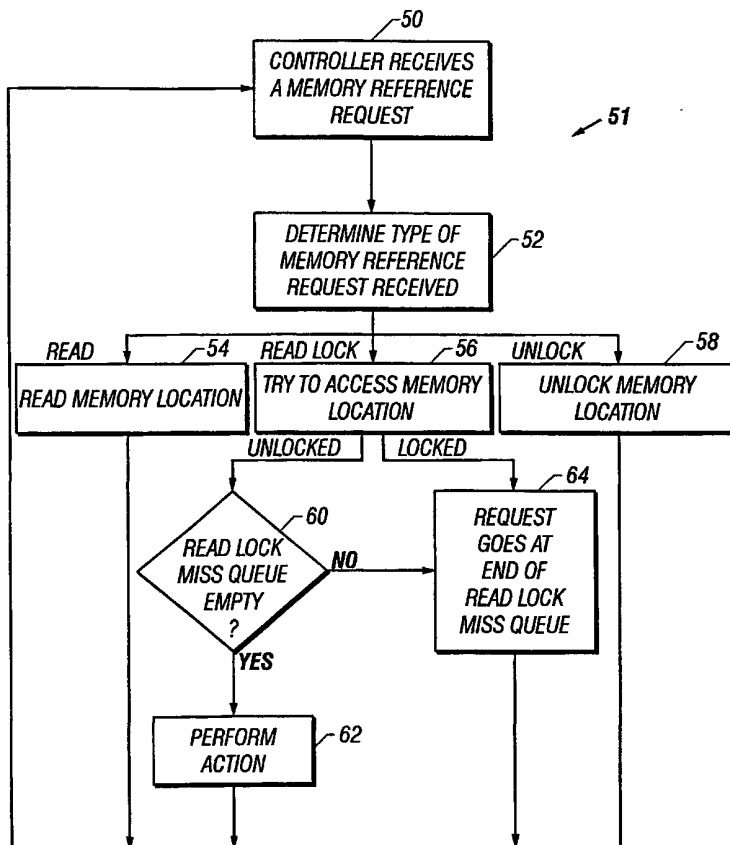 50
CONTROLLER RECEIVES
A MEMORY REFERENCE
REQUEST
51
DETERMINE TYPE OF
MEMORY REFERENCE
REQUEST RECEIVED
52
READ
54
READ LOCK
56
UNLOCK
58
READ MEMORY LOCATION
TRY TO ACCESS MEMORY
LOCATION
UNLOCK MEMORY
LOCATION
UNLOCKED
LOCKED
60
READ LOCK
MISS QUEUE
EMPTY
?
NO
YES
64
REQUEST
GOES AT
END OF
READ LOCK
MISS QUEUE
PERFORM
ACTION
62